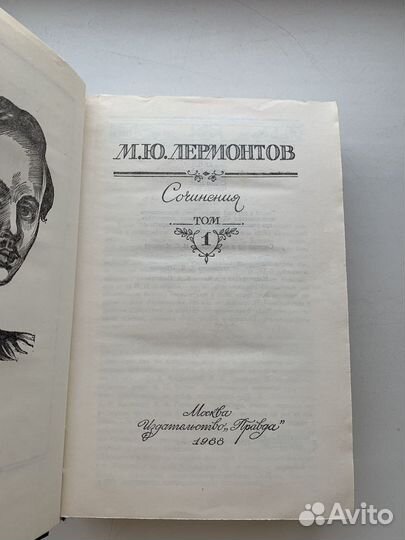 М.Ю. ЛЕРМОНТОВ
Сочинения
ТОМ
1
Москва
Издательство „Правда“
1988
Avito